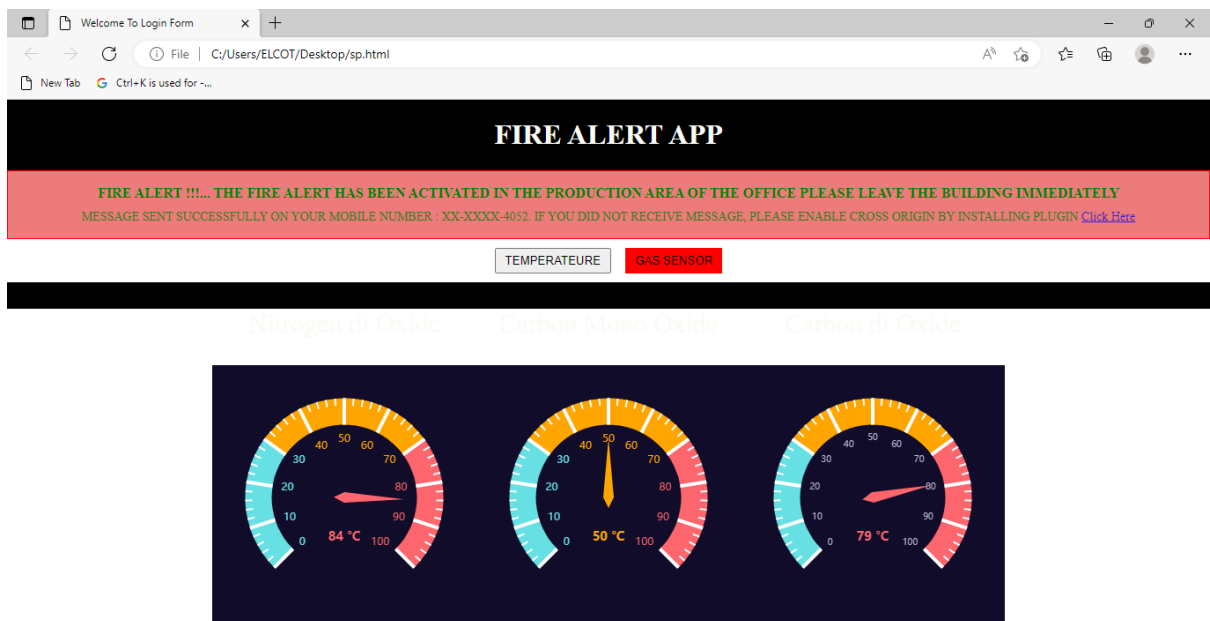 Welcome To Login Form
File | C:/Users/ELCOT/Desktop/sp.html
New Tab G Ctrl+K is used for -...
FIRE ALERT APP
FIRE ALERT !!!... THE FIRE ALERT HAS BEEN ACTIVATED IN THE PRODUCTION AREA OF THE OFFICE PLEASE LEAVE THE BUILDING IMMEDIATELY
MESSAGE SENT SUCCESSFULLY ON YOUR MOBILE NUMBER : XX-XXXX-4052. IF YOU DID NOT RECEIVE MESSAGE, PLEASE ENABLE CROSS ORIGIN BY INSTALLING PLUGIN Click Here
TEMPERATEURE GAS SENSOR
Nitrogen di Oxide Carbon Mono Oxide Carbon di Oxide
0 10 20 30 40 50 60 70 80 90 100
84 °C
0 10 20 30 40 50 60 70 80 90 100
50 °C
0 10 20 30 40 50 60 70 80 90 100
79 °C